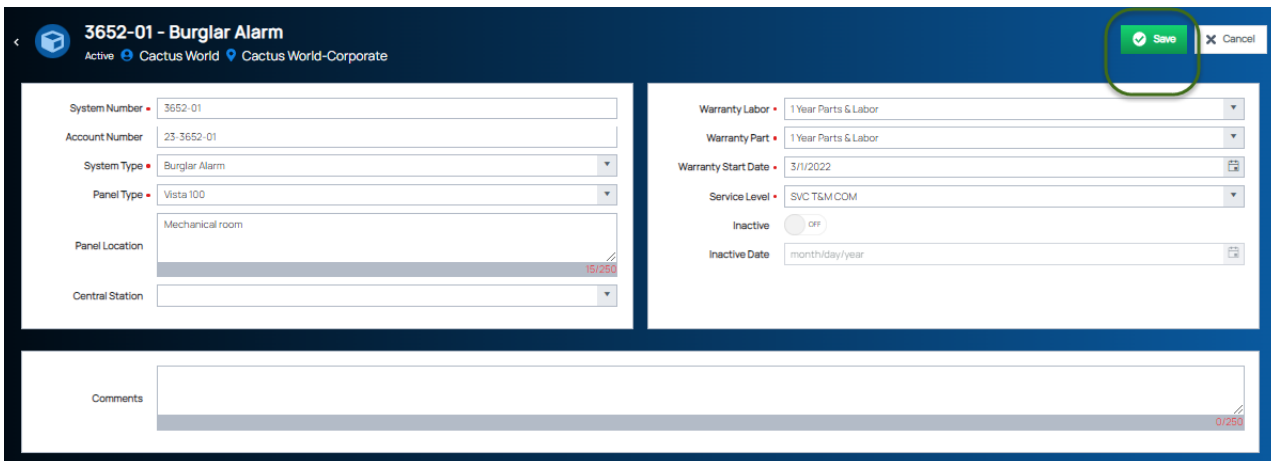 3652-01 - Burglar Alarm
Active Cactus World Cactus World-Corporate
Save
Cancel
System Number 3652-01
Account Number 23-3652-01
System Type Burglar Alarm
Panel Type Vista 100
Panel Location Mechanical room
15/250
Central Station
Warranty Labor 1 Year Parts & Labor
Warranty Part 1 Year Parts & Labor
Warranty Start Date 3/1/2022
Service Level SVC T&M COM
Inactive OFF
Inactive Date month/day/year
Comments
0/250